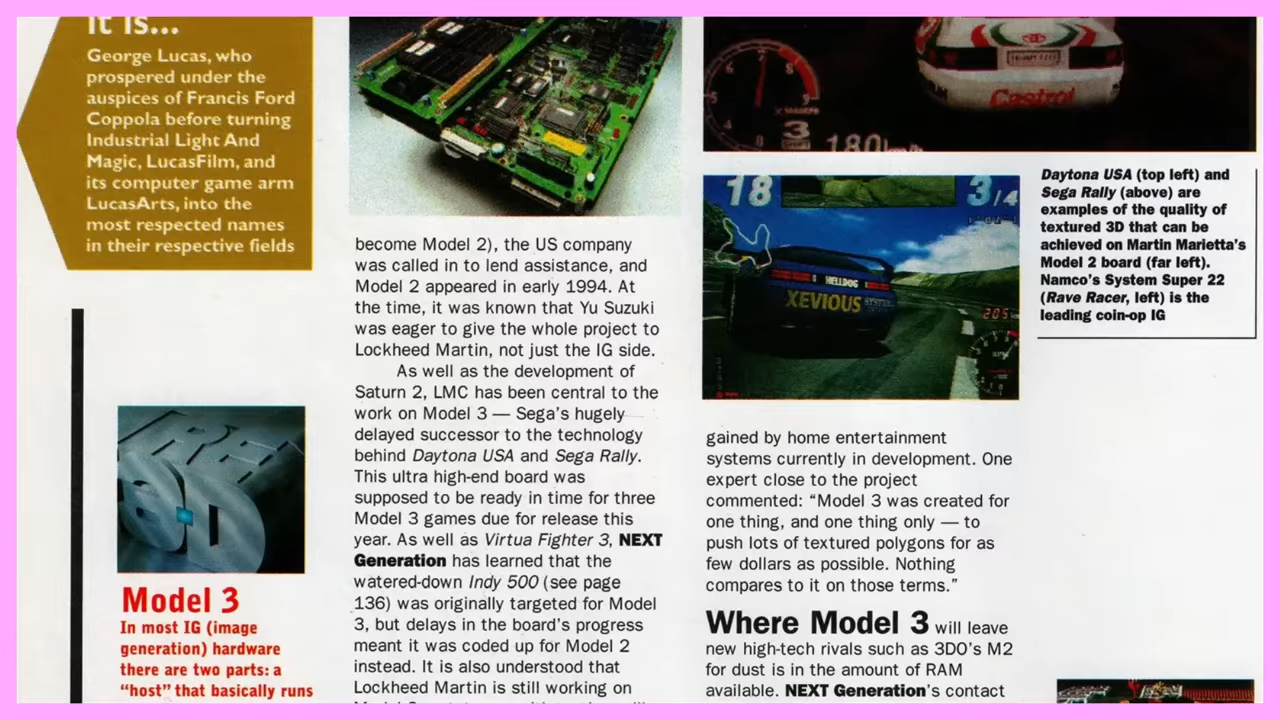 It is...
George Lucas, who
prospered under the
auspices of Francis Ford
Coppola before turning
Industrial Light And
Magic, LucasFilm, and
its computer game arm
LucasArts, into the
most respected names
in their respective fields
Model 3
In most IG (image
generation) hardware
there are two parts: a
“host” that basically runs
become Model 2), the US company
was called in to lend assistance, and
Model 2 appeared in early 1994. At
the time, it was known that Yu Suzuki
was eager to give the whole project to
Lockheed Martin, not just the IG side.
As well as the development of
Saturn 2, LMC has been central to the
work on Model 3 — Sega’s hugely
delayed successor to the technology
behind Daytona USA and Sega Rally.
This ultra high-end board was
supposed to be ready in time for three
Model 3 games due for release this
year. As well as Virtua Fighter 3, NEXT
Generation has learned that the
watered-down Indy 500 (see page
136) was originally targeted for Model
3, but delays in the board’s progress
meant it was coded up for Model 2
instead. It is also understood that
Lockheed Martin is still working on
Castrol
3
180km/h
18
3/4
HELLDOG
XEVIOUS
205
gained by home entertainment
systems currently in development. One
expert close to the project
commented: “Model 3 was created for
one thing, and one thing only — to
push lots of textured polygons for as
few dollars as possible. Nothing
compares to it on those terms.”
Where Model 3 will leave
new high-tech rivals such as 3DO’s M2
for dust is in the amount of RAM
available. NEXT Generation’s contact
Daytona USA (top left) and
Sega Rally (above) are
examples of the quality of
textured 3D that can be
achieved on Martin Marietta’s
Model 2 board (far left).
Namco’s System Super 22
(Rave Racer, left) is the
leading coin-op IG